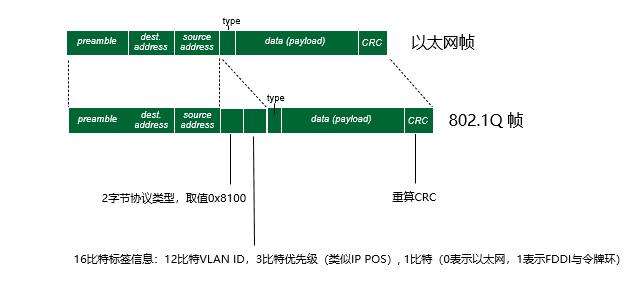 type
preamble dest. address source address data (payload) CRC 以太网帧
type
preamble dest. address source address data (payload) CRC 802.1Q 帧
2字节协议类型，取值0x8100 重算CRC
16比特标签信息：12比特VLAN ID，3比特优先级（类似IP POS）, 1比特（0表示以太网，1表示FDDI与令牌环）